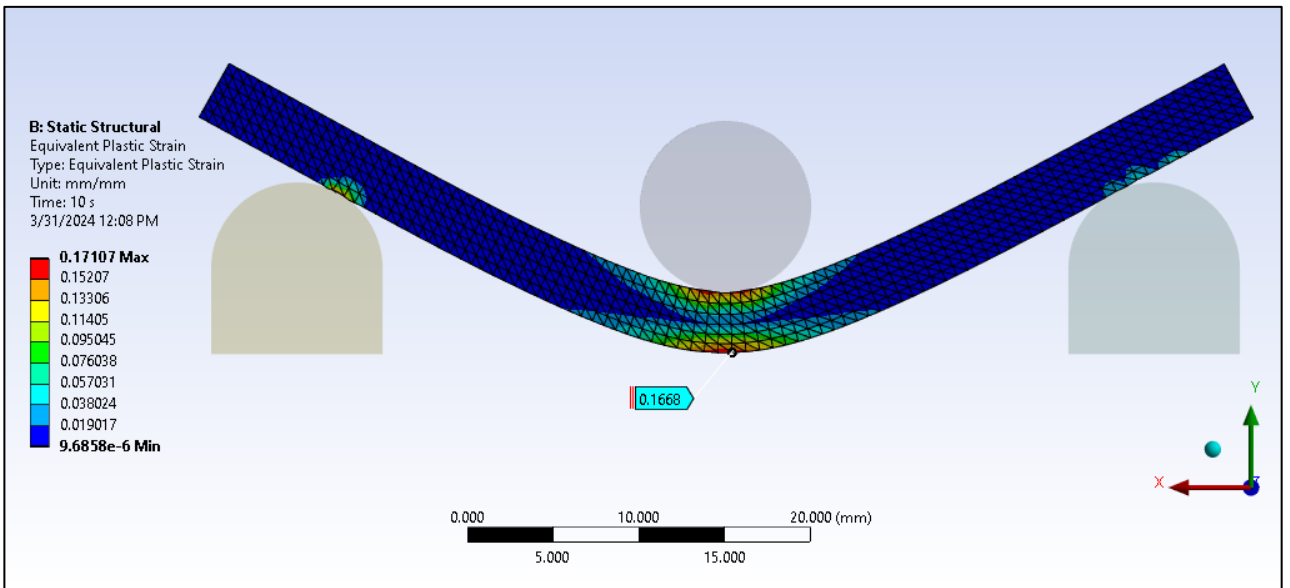 B: Static Structural
Equivalent Plastic Strain
Type: Equivalent Plastic Strain
Unit: mm/mm
Time: 10 s
3/31/2024 12:08 PM
0.17107 Max
0.15207
0.13306
0.11405
0.095045
0.076038
0.057031
0.038024
0.019017
9.6858e-6 Min
0.1668
Y
X
Z
0.000 10.000 20.000 (mm)
5.000 15.000